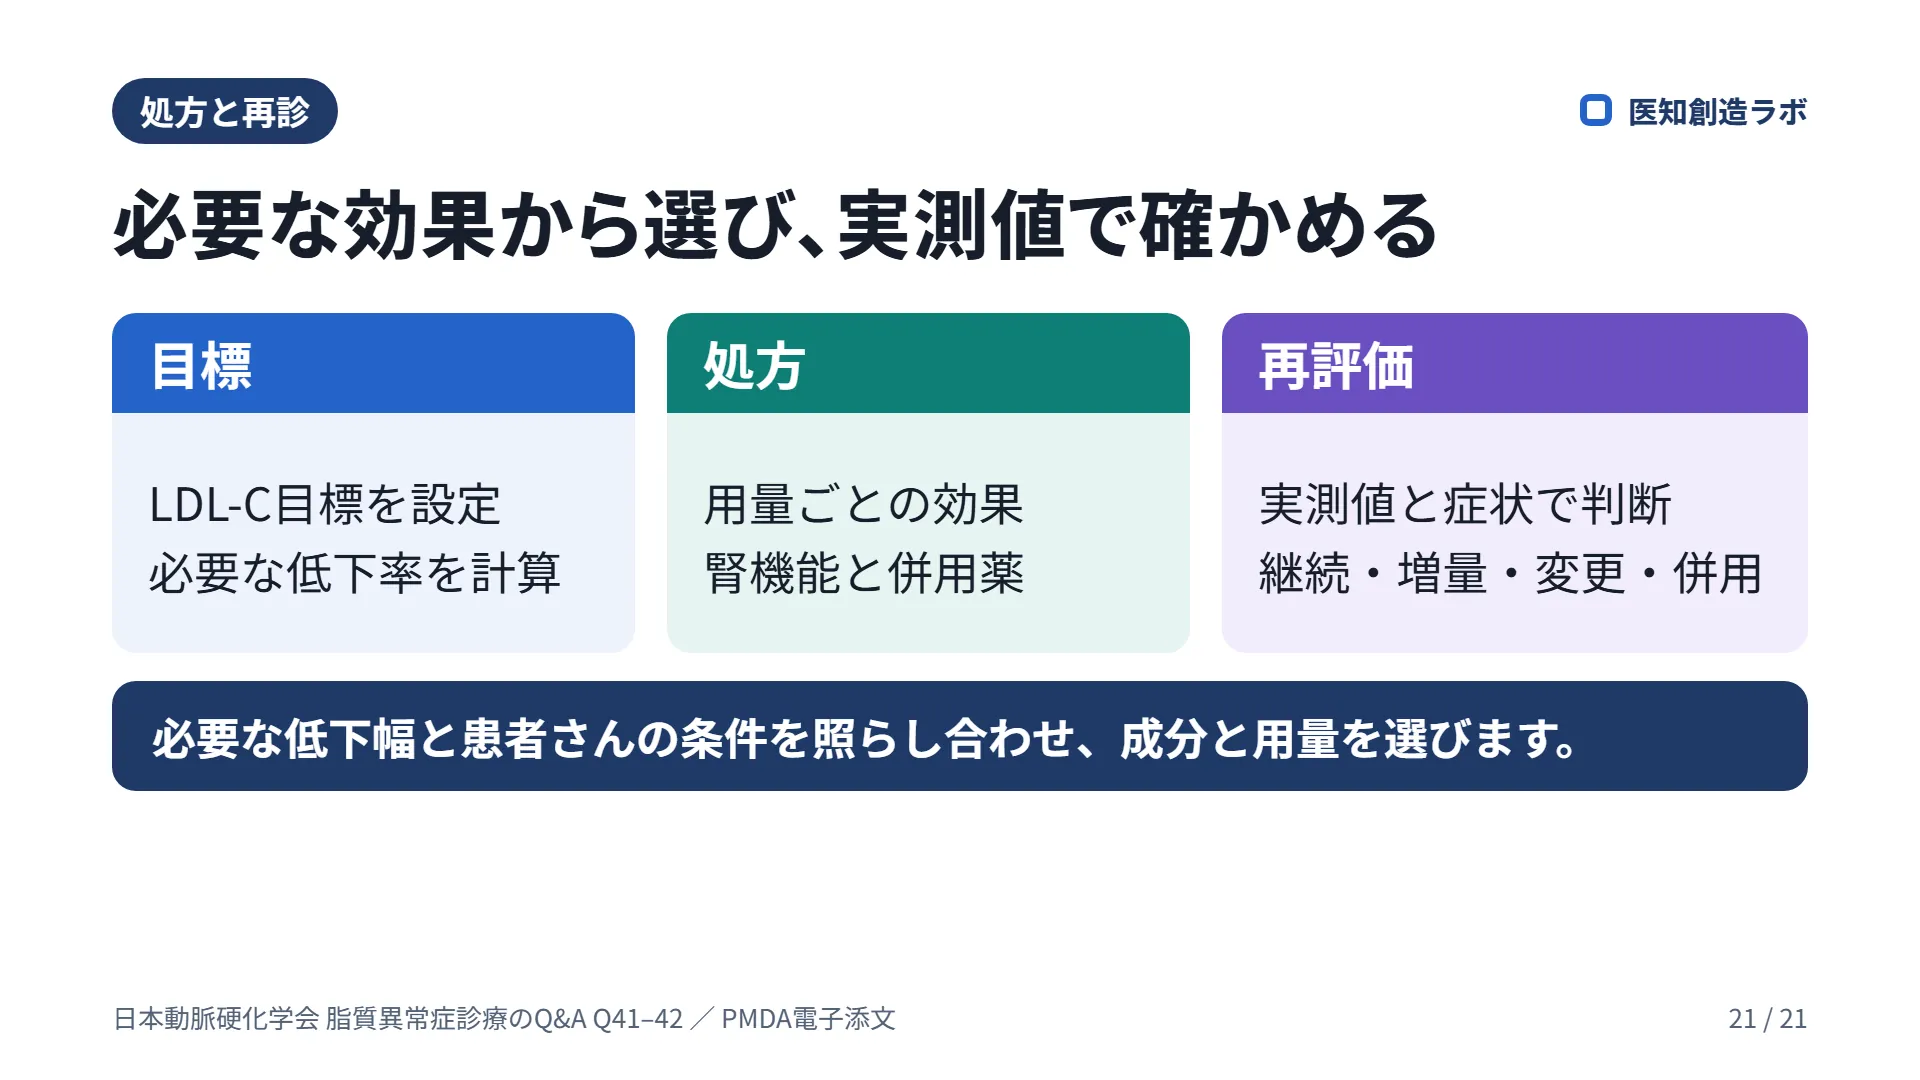 処方と再診
医知創造ラボ
必要な効果から選び、実測値で確かめる
目標
LDL-C目標を設定
必要な低下率を計算
処方
用量ごとの効果
腎機能と併用薬
再評価
実測値と症状で判断
継続・増量・変更・併用
必要な低下幅と患者さんの条件を照らし合わせ、成分と用量を選びます。
日本動脈硬化学会 脂質異常症診療のQ&A Q41–42 ／ PMDA電子添文
21 / 21